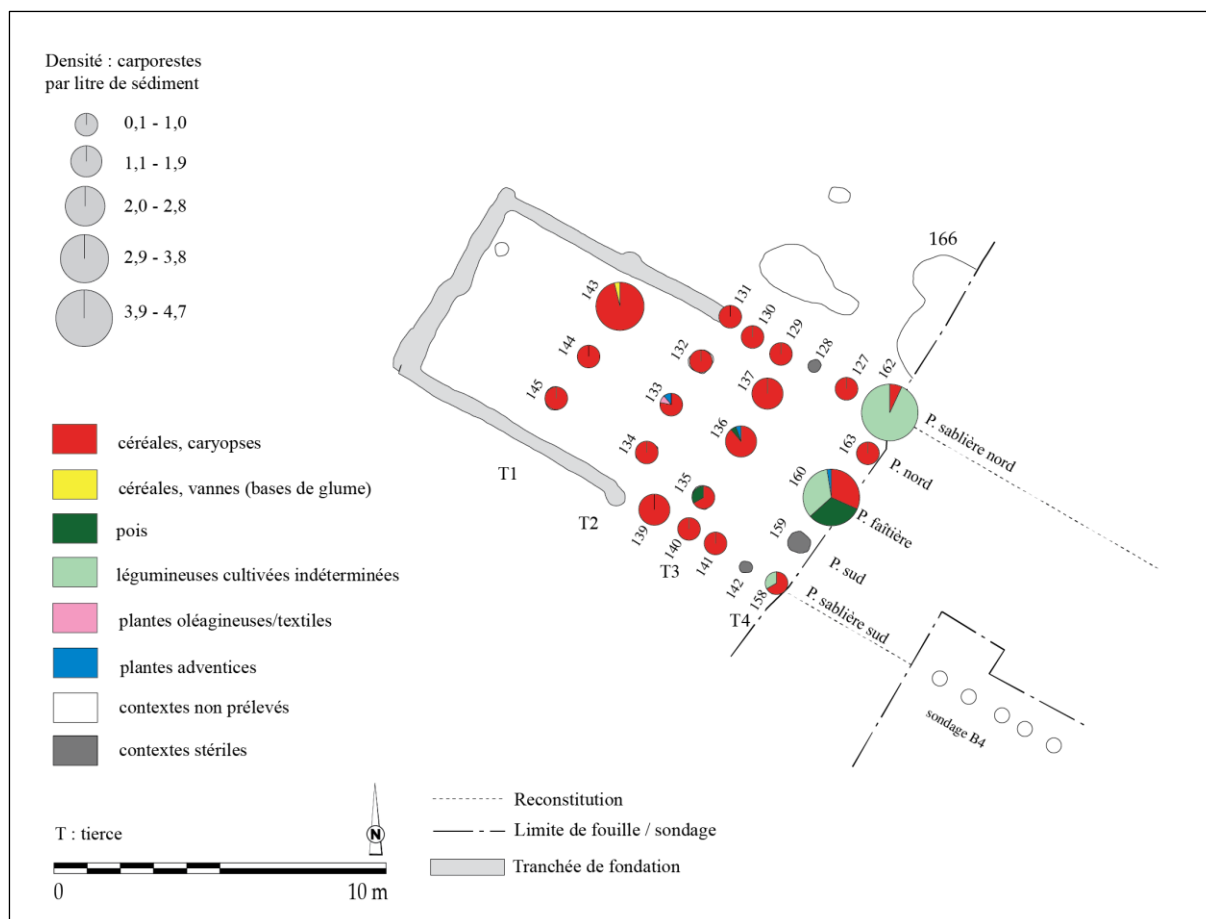 Densité : carporestes
par litre de sédiment
0,1 - 1,0
1,1 - 1,9
2,0 - 2,8
2,9 - 3,8
3,9 - 4,7
céréales, caryopses
céréales, vannes (bases de glume)
pois
légumineuses cultivées indéterminées
plantes oléagineuses/textiles
plantes adventices
contextes non prélevés
contextes stériles
T : tierce
0
10 m
N
Reconstitution
Limite de fouille / sondage
Tranchée de fondation
166
143
131
130
129
128
127
162
144
132
137
145
133
136
163
134
135
160
139
140
141
142
159
158
T1
T2
T3
T4
P. sablière nord
P. nord
P. faîtière
P. sud
P. sablière sud
sondage B4